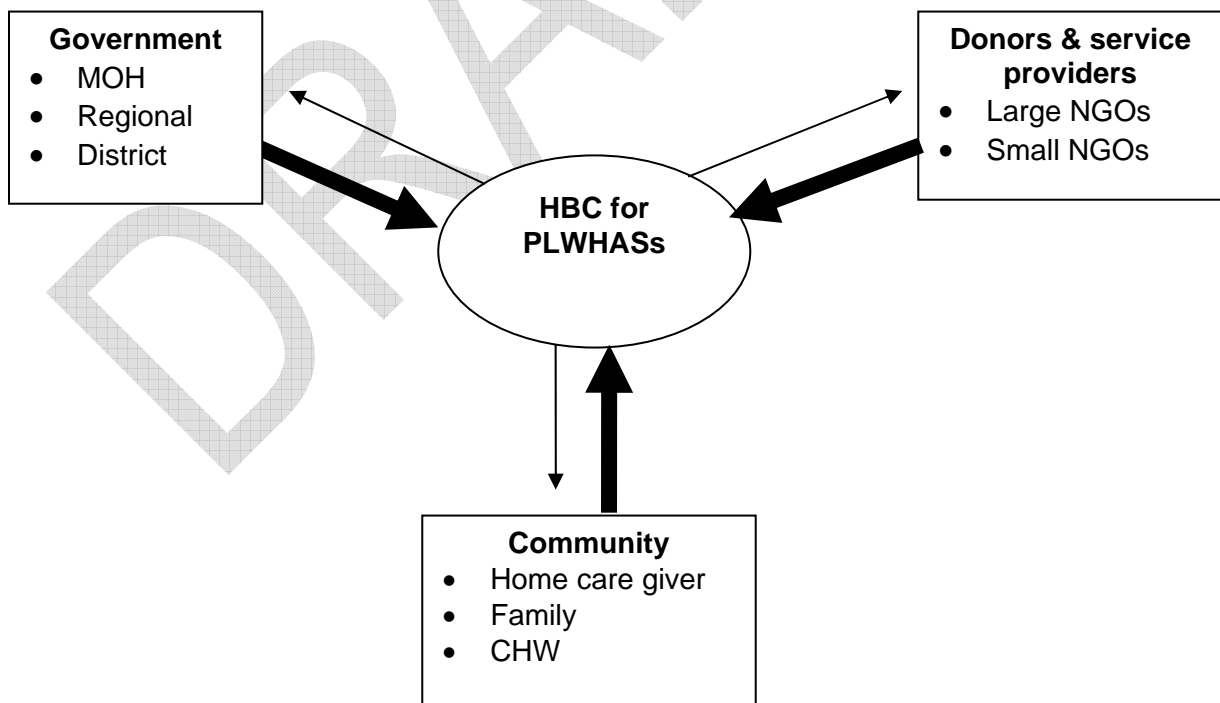 Government
• MOH
• Regional
• District
Donors & service
providers
• Large NGOs
• Small NGOs
HBC for
PLWHASs
Community
• Home care giver
• Family
• CHW
DRA